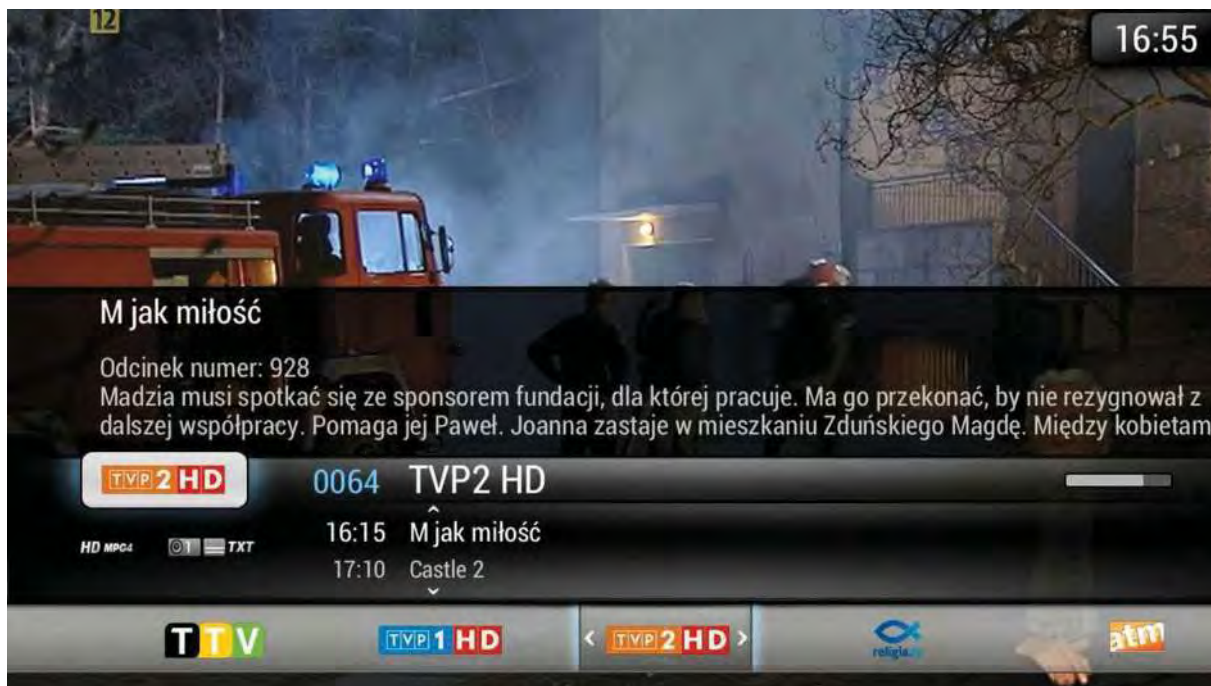 12
16:55
M jak miłość
Odcinek numer: 928
Madzia musi spotkać się ze sponsorem fundacji, dla której pracuje. Ma go przekonać, by nie rezygnował z
dalszej współpracy. Pomaga jej Paweł. Joanna zastaje w mieszkaniu Zduńskiego Magdę. Między kobietam
TVP 2 HD 0064 TVP2 HD
16:15 M jak miłość
HD MPG4 1 TXT
17:10 Castle 2
TTV TVP 1 HD < TVP 2 HD > religia. atm